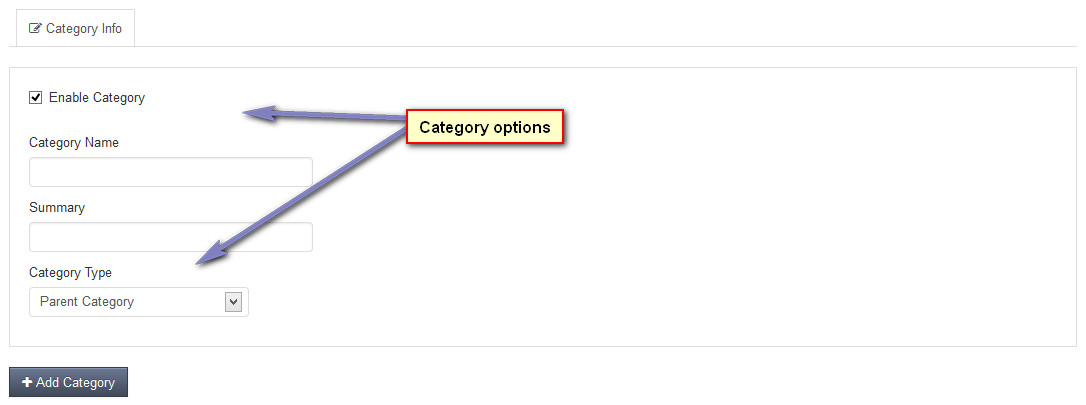 Category Info
Enable Category
Category options
Category Name
Summary
Category Type
Parent Category
Add Category